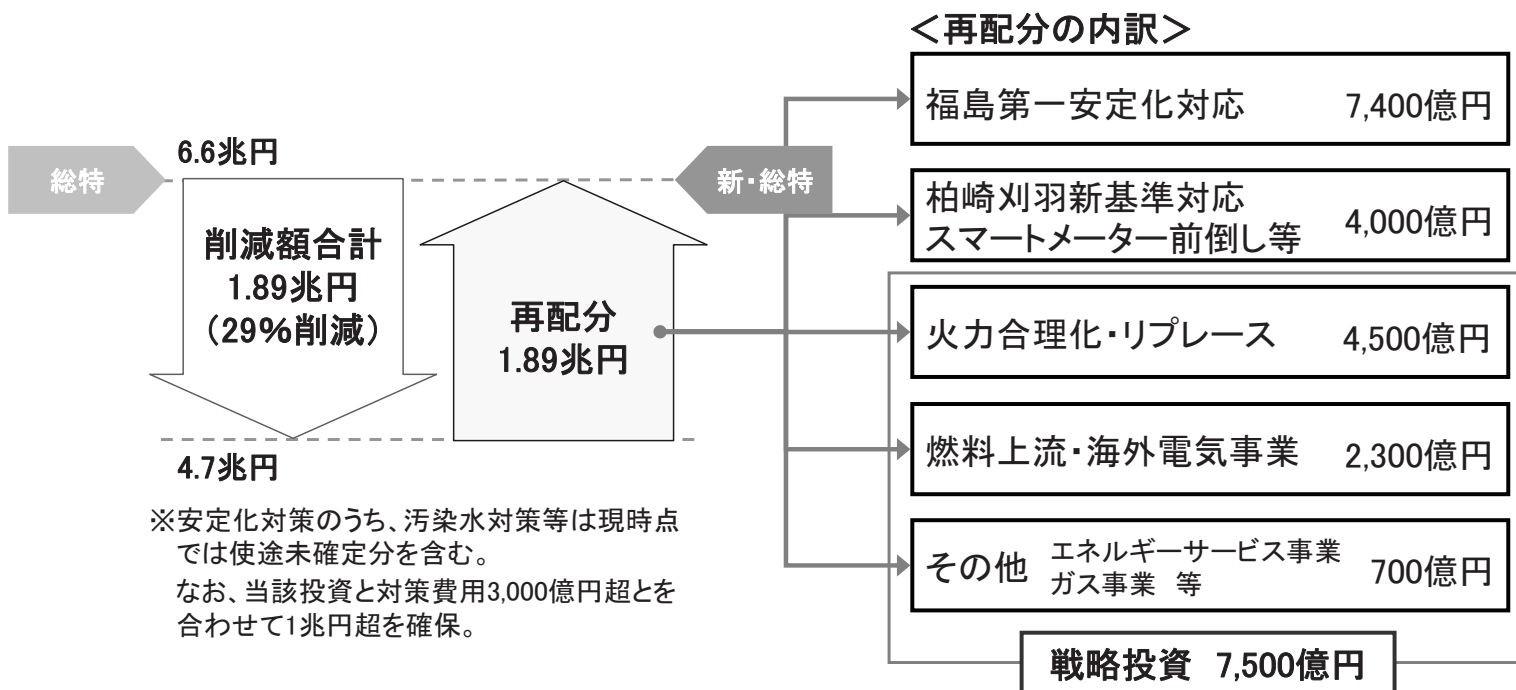 総特
6.6兆円
削減額合計
1.89兆円
（29%削減）
4.7兆円
再配分
1.89兆円
新・総特
※安定化対策のうち、汚染水対策等は現時点
では使途未確定分を含む。
なお、当該投資と対策費用3,000億円超とを
合わせて1兆円超を確保。
＜再配分の内訳＞
福島第一安定化対応 7,400億円
柏崎刈羽新基準対応
スマートメーター前倒し等 4,000億円
火力合理化・リプレース 4,500億円
燃料上流・海外電気事業 2,300億円
その他 エネルギーサービス事業
ガス事業 等 700億円
戦略投資 7,500億円